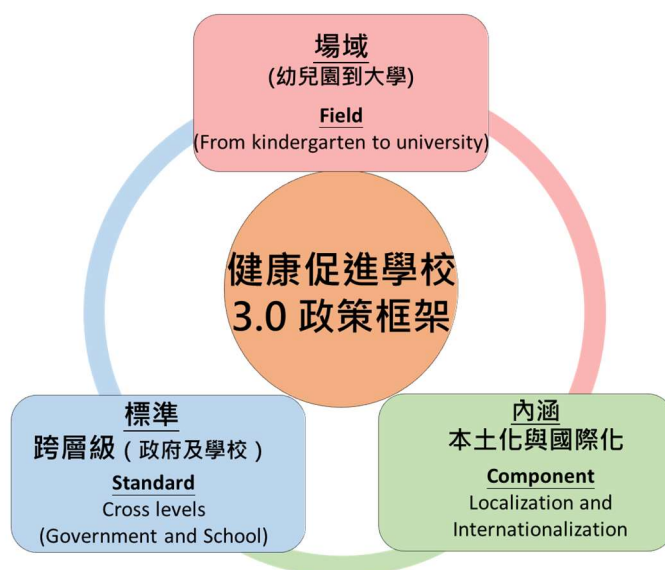 場域
(幼兒園到大學)
Field
(From kindergarten to university)
健康促進學校
3.0 政策框架
標準
跨層級 ( 政府及學校 )
Standard
Cross levels
(Government and School)
內涵
本土化與國際化
Component
Localization and
Internationalization